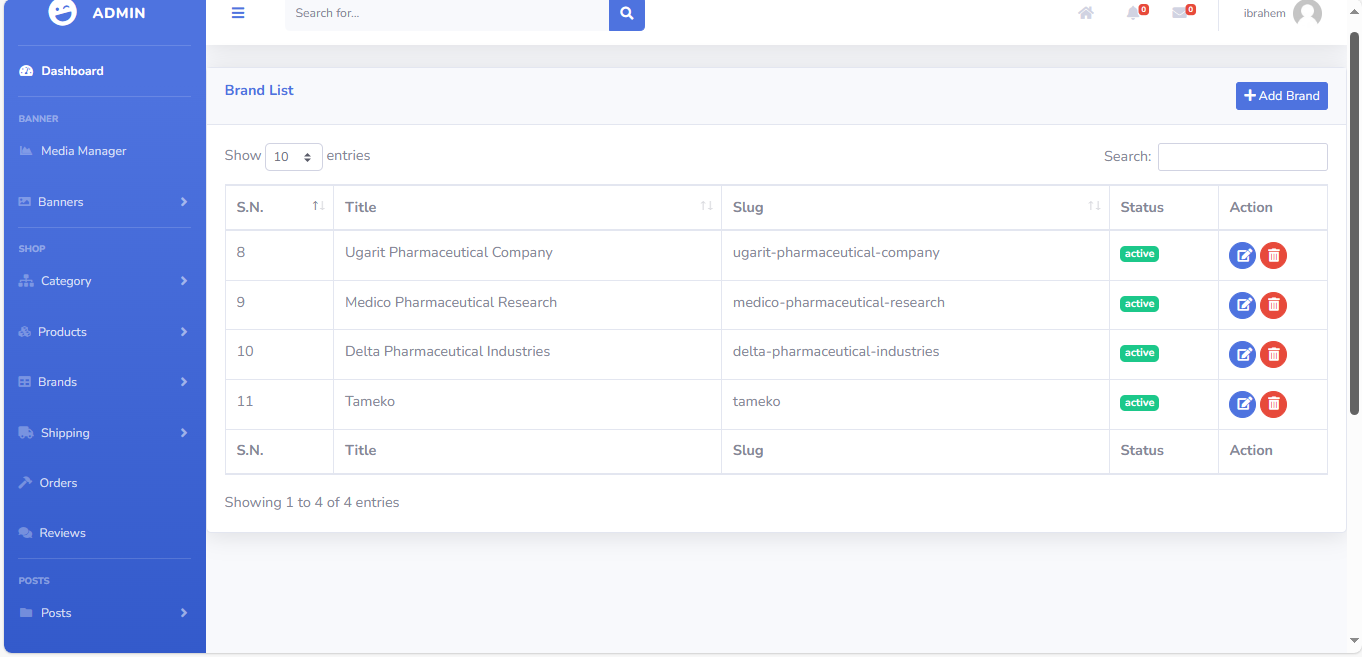 ADMIN
Search for...
0
0
ibrahem
Dashboard
BANNER
Media Manager
Banners
SHOP
Category
Products
Brands
Shipping
Orders
Reviews
POSTS
Posts
Brand List
Add Brand
Show 10 entries
Search:
S.N. Title Slug Status Action
8 Ugarit Pharmaceutical Company ugarit-pharmaceutical-company active
9 Medico Pharmaceutical Research medico-pharmaceutical-research active
10 Delta Pharmaceutical Industries delta-pharmaceutical-industries active
11 Tameko tameko active
S.N. Title Slug Status Action
Showing 1 to 4 of 4 entries